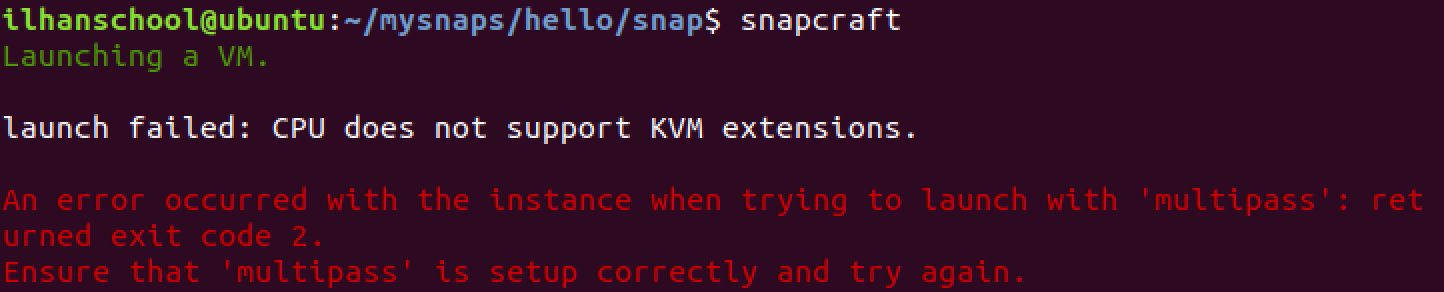 ilhanschool@ubuntu:~/mysnaps/hello/snap$ snapcraft
Launching a VM.
launch failed: CPU does not support KVM extensions.
An error occurred with the instance when trying to launch with 'multipass': ret
urned exit code 2.
Ensure that 'multipass' is setup correctly and try again.